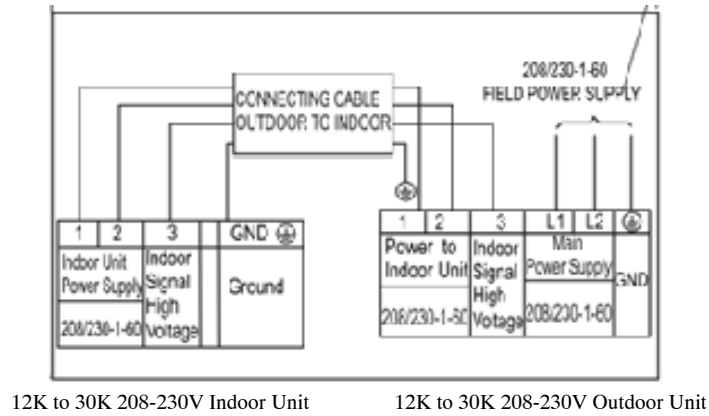 208/230-1-60
FIELD POWER SUPPLY
CONNECTING CABLE
OUTDOOR TO INDOOR
1 2 3 GND
Indoor Unit
Power Supply
208/230-1-60
Indoor
Signal
High
Voltage
Ground
1 2 3 L1 L2
Power to
Indoor Unit
208/230-1-60
Indoor
Signal
High
Votage
Main
Power Supply
208/230-1-60
GND
12K to 30K 208-230V Indoor Unit
12K to 30K 208-230V Outdoor Unit